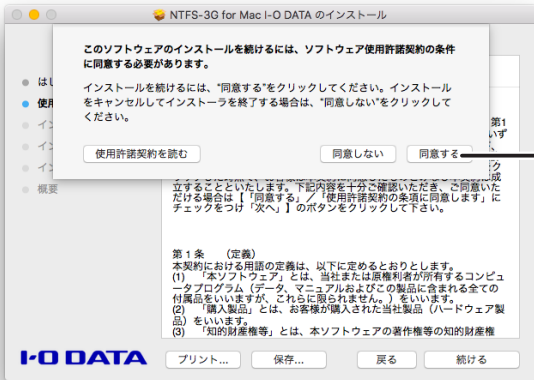 NTFS-3G for Mac I-O DATA のインストール
このソフトウェアのインストールを続けるには、ソフトウェア使用許諾契約の条件
に同意する必要があります。
インストールを続けるには、“同意する”をクリックしてください。インストール
をキャンセルしてインストーラを終了する場合は、“同意しない”をクリックして
ください。
使用許諾契約を読む
同意しない
同意する
はじ
使用
イン
イン
イン
概要
第1
いず
立することといたします。下記内容を十分ご確認いただき、ご同意いた
だける場合は【「同意する」／「使用許諾契約の条項に同意します」に
チェックをつけ「次へ」】のボタンをクリックして下さい。
第１条 （定義）
本契約における用語の定義は、以下に定めるとおりとします。
(1) 「本ソフトウェア」とは、当社または原権利者が所有するコンピュ
ータプログラム（データ、マニュアルおよびこの製品に含まれる全ての
付属品をいいますが、これらに限られません。）をいいます。
(2) 「購入製品」とは、お客様が購入された当社製品（ハードウェア製
品）をいいます。
(3) 「知的財産権等」とは、本ソフトウェアの著作権等の知的財産権
I-O DATA
プリント...
保存...
戻る
続ける